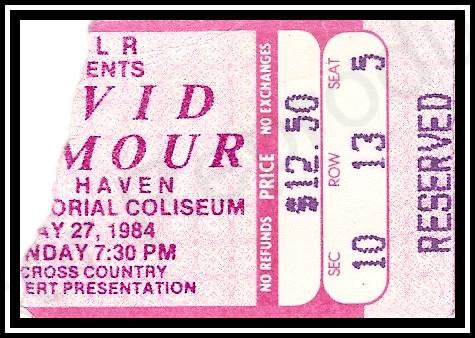 LR
ENTS
VID
MOUR
HAVEN
ORIAL COLISEUM
AY 27, 1984
NDAY 7:30 PM
CROSS COUNTRY
ERT PRESENTATION
NO REFUNDS PRICE NO EXCHANGES
$12.50
SEC ROW SEAT
10 13 5
RESERVED